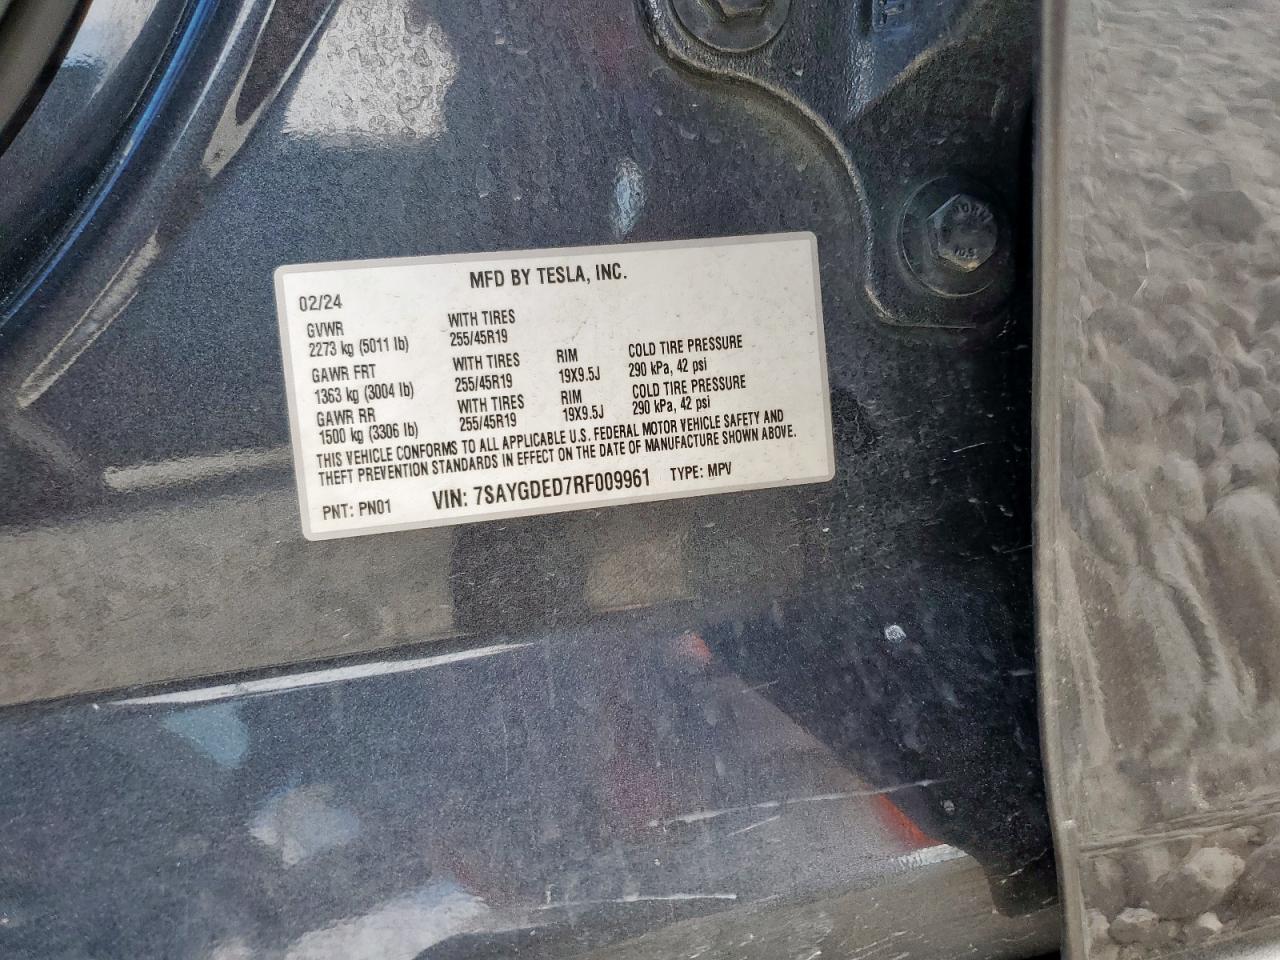 MFD BY TESLA, INC.
02/24
GVWR WITH TIRES
2273 kg (5011 lb) 255/45R19
GAWR FRT WITH TIRES RIM COLD TIRE PRESSURE
1363 kg (3004 lb) 255/45R19 19X9.5J 290 kPa, 42 psi
GAWR RR WITH TIRES RIM COLD TIRE PRESSURE
1500 kg (3306 lb) 255/45R19 19X9.5J 290 kPa, 42 psi
THIS VEHICLE CONFORMS TO ALL APPLICABLE U.S. FEDERAL MOTOR VEHICLE SAFETY AND
THEFT PREVENTION STANDARDS IN EFFECT ON THE DATE OF MANUFACTURE SHOWN ABOVE.
PNT: PN01 VIN: 7SAYGDED7RF009961 TYPE: MPV